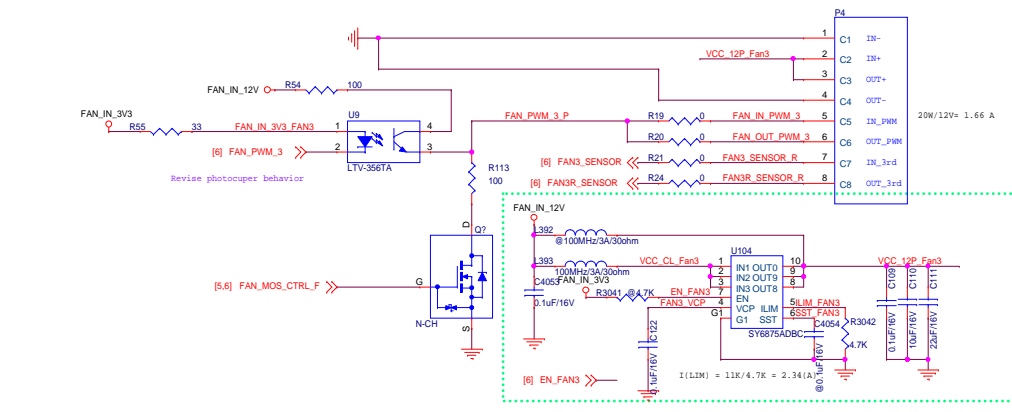 P4
1 C1 IN-
VCC_12P_Fan3 2 C2 IN+
3 C3 OUT+
4 C4 OUT-
FAN_IN_12V R54 100
FAN_IN_3V3
U9
R55 33 FAN_IN_3V3_FAN3 1 4
[6] FAN_PWM_3 2 3
LTV-356TA
Revise photocuper behavior
FAN_PWM_3_P R19 0 FAN_IN_PWM_3 5 C5 IN_PWM
R20 0 FAN_OUT_PWM_3 6 C6 OUT_PWM
[6] FAN3_SENSOR R21 0 FAN3_SENSOR_R 7 C7 IN_3rd
[6] FAN3R_SENSOR R24 0 FAN3R_SENSOR_R 8 C8 OUT_3rd
20W/12V= 1.66 A
R113
100
D
Q?
[5,6] FAN_MOS_CTRL_F G
N-CH
S
FAN_IN_12V
L392
@100MHz/3A/30ohm
L393
100MHz/3A/30ohm
VCC_CL_Fan3
U104
1 IN1 OUT0 10
2 IN2 OUT9 9
3 IN3 OUT8 8
7 EN
4 VCP ILIM 5
G1 G1 SST 6
SY6875ADBC
VCC_12P_Fan3
C4053
0.1uF/16V
FAN_IN_3V3
R3041 @4.7K EN_FAN3
FAN3_VCP
C122
0.1uF/16V
ILIM_FAN3
SST_FAN3
C4054
@0.1uF/16V
R3042
4.7K
C109
0.1uF/16V
C110
10uF/16V
C111
22uF/16V
I(LIM) = 11K/4.7K = 2.34(A)
[6] EN_FAN3